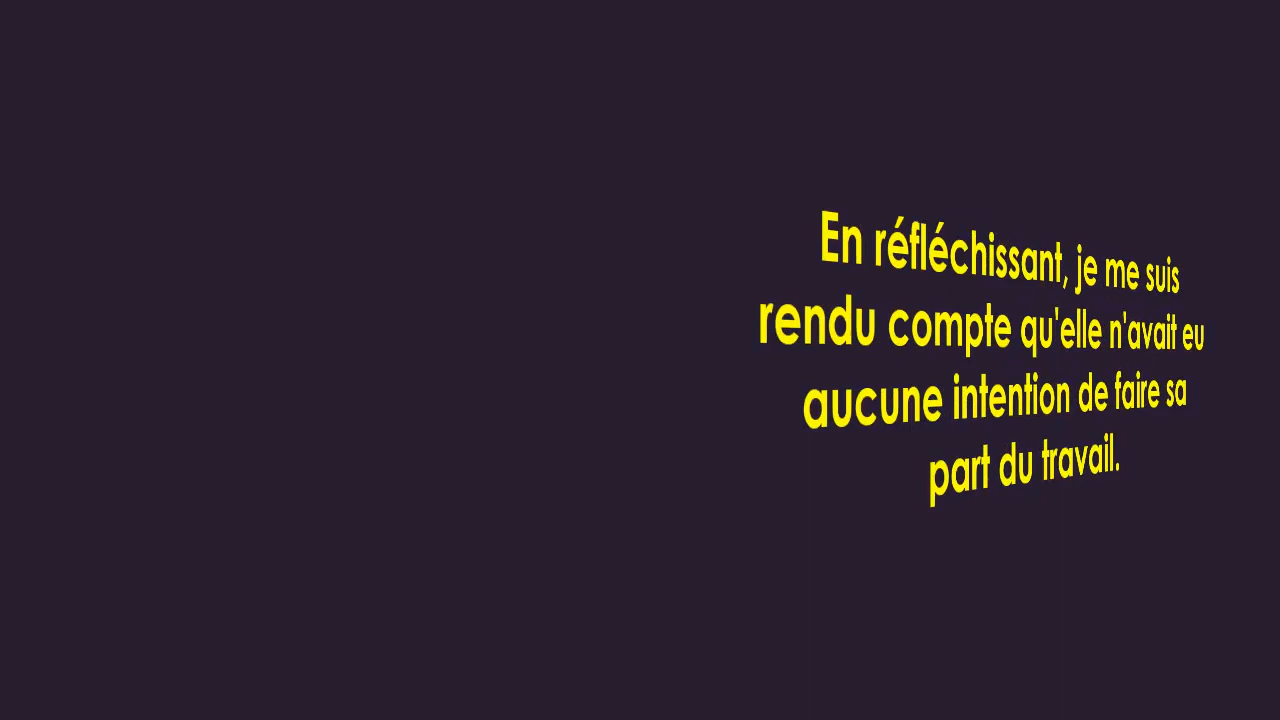 En réfléchissant, je me suis
rendu compte qu'elle n'avait eu
aucune intention de faire sa
part du travail.